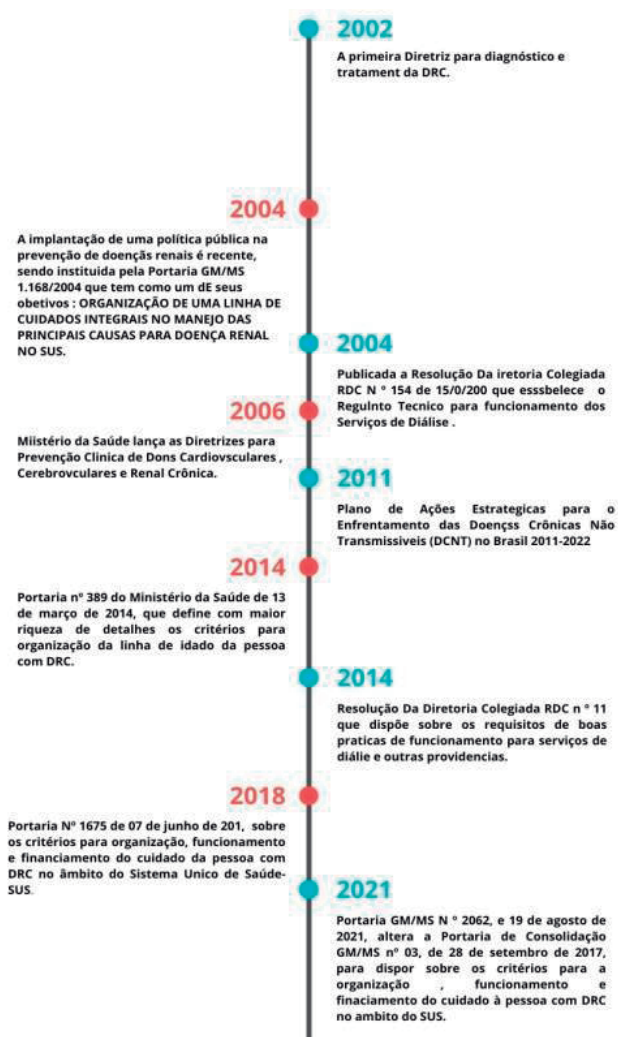 2002
A primeira Diretriz para diagnóstico e
tratament da DRC.
2004
A implantação de uma política pública na
prevenção de doençãs renais é recente,
sendo instituida pela Portaria GM/MS
1.168/2004 que tem como um dE seus
obetivos : ORGANIZAÇÃO DE UMA LINHA DE
CUIDADOS INTEGRAIS NO MANEJO DAS
PRINCIPAIS CAUSAS PARA DOENÇA RENAL
NO SUS.
2004
Publicada a Resolução Da iretoria Colegiada
RDC N º 154 de 15/0/200 que esssbelece o
Regulnto Tecnico para funcionamento dos
Serviços de Diálise .
2006
Miistério da Saúde lança as Diretrizes para
Prevenção Clinica de Dons Cardiovsculares ,
Cerebrovculares e Renal Crônica.
2011
Plano de Ações Estrategicas para o
Enfrentamento das Doençss Crônicas Não
Transmissiveis (DCNT) no Brasil 2011-2022
2014
Portaria nº 389 do Ministério da Saúde de 13
de março de 2014, que define com maior
riqueza de detalhes os critérios para
organização da linha de idado da pessoa
com DRC.
2014
Resolução Da Diretoria Colegiada RDC n º 11
que dispõe sobre os requisitos de boas
praticas de funcionamento para serviços de
diálie e outras providencias.
2018
Portaria Nº 1675 de 07 de junho de 201, sobre
os critérios para organização, funcionamento
e financiamento do cuidado da pessoa com
DRC no âmbito do Sistema Unico de Saúde-
SUS.
2021
Portaria GM/MS N º 2062, e 19 de agosto de
2021, altera a Portaria de Consolidação
GM/MS nº 03, de 28 de setembro de 2017,
para dispor sobre os critérios para a
organização , funcionamento e
finaciamento do cuidado à pessoa com DRC
no ambito do SUS.